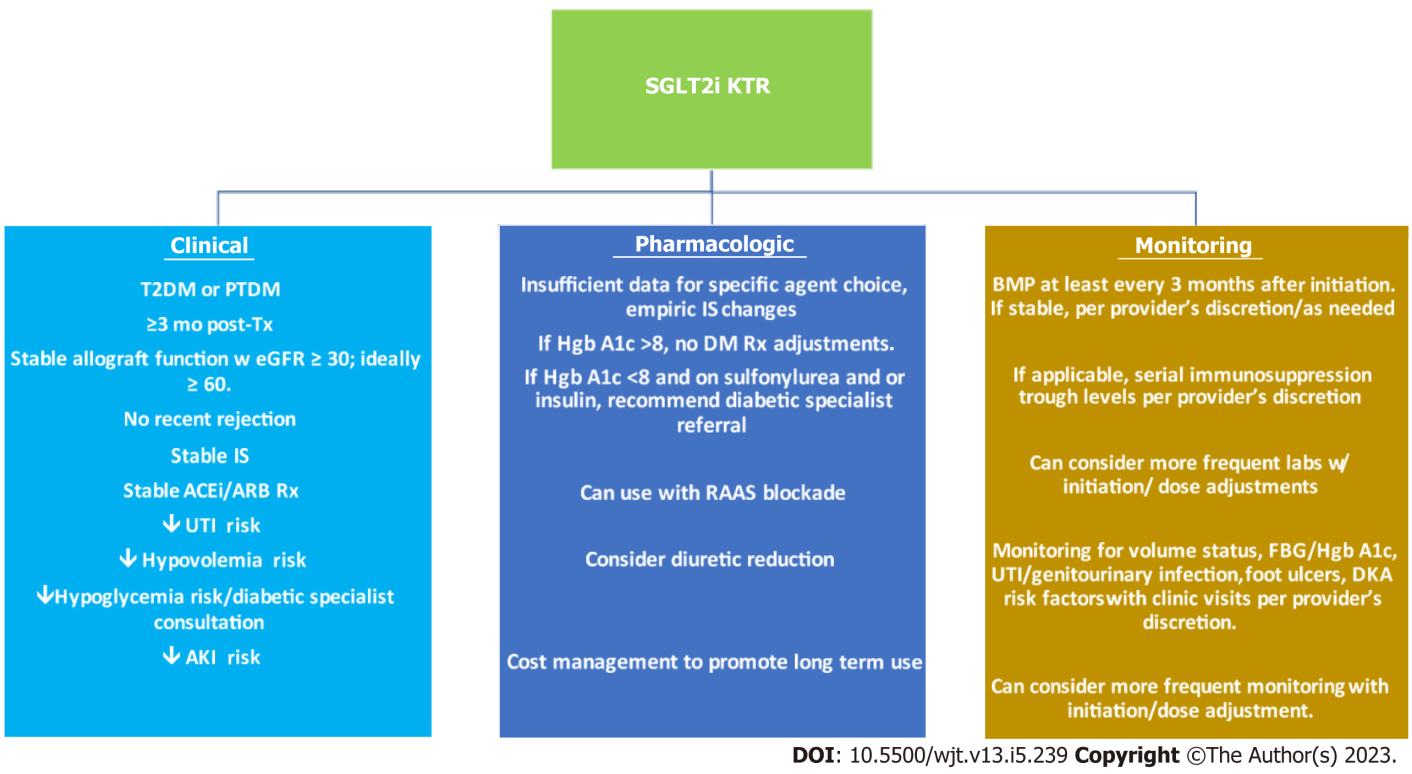 SGLT2i KTR
Clinical
T2DM or PTDM
≥3 mo post-Tx
Stable allograft function w eGFR ≥ 30; ideally
≥ 60.
No recent rejection
Stable IS
Stable ACEi/ARB Rx
↓ UTI risk
↓ Hypovolemia risk
↓Hypoglycemia risk/diabetic specialist
consultation
↓ AKI risk
Pharmacologic
Insufficient data for specific agent choice,
empiric IS changes
If Hgb A1c >8, no DM Rx adjustments.
If Hgb A1c <8 and on sulfonylurea and or
insulin, recommend diabetic specialist
referral
Can use with RAAS blockade
Consider diuretic reduction
Cost management to promote long term use
Monitoring
BMP at least every 3 months after initiation.
If stable, per provider’s discretion/as needed
If applicable, serial immunosuppression
trough levels per provider’s discretion
Can consider more frequent labs w/
initiation/ dose adjustments
Monitoring for volume status, FBG/Hgb A1c,
UTI/genitourinary infection, foot ulcers, DKA
risk factors with clinic visits per provider’s
discretion.
Can consider more frequent monitoring with
initiation/dose adjustment.
DOI: 10.5500/wjt.v13.i5.239 Copyright ©The Author(s) 2023.